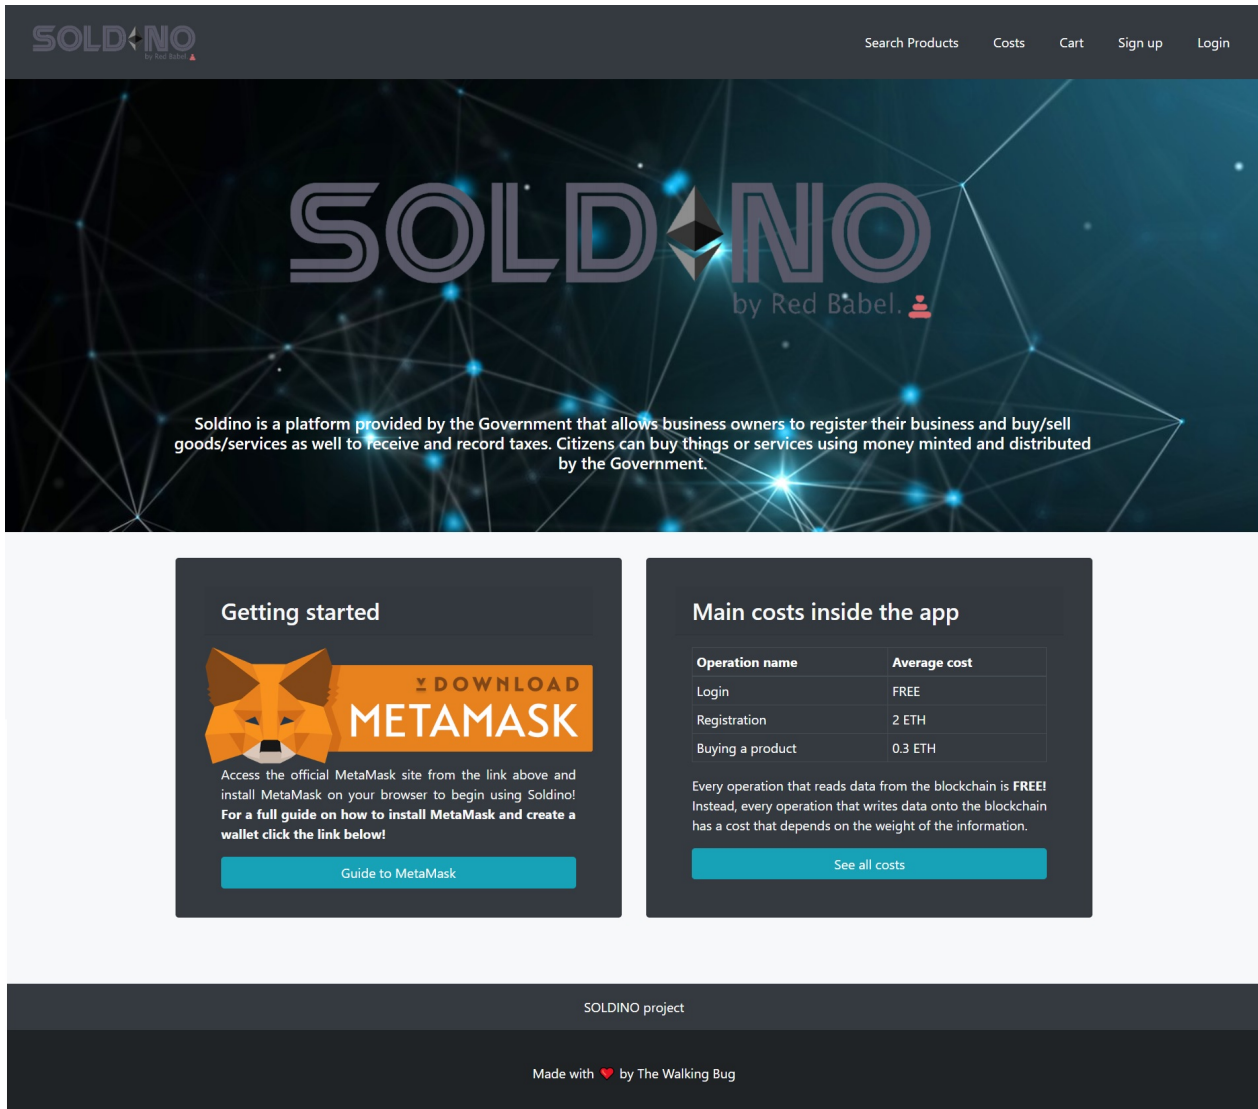 SOLDINO
by Red Babel
Search Products Costs Cart Sign up Login
SOLDINO
by Red Babel.
Soldino is a platform provided by the Government that allows business owners to register their business and buy/sell
goods/services as well to receive and record taxes. Citizens can buy things or services using money minted and distributed
by the Government.
Getting started
DOWNLOAD
METAMASK
Access the official MetaMask site from the link above and
install MetaMask on your browser to begin using Soldino!
For a full guide on how to install MetaMask and create a
wallet click the link below!
Guide to MetaMask
Main costs inside the app
Operation name Average cost
Login FREE
Registration 2 ETH
Buying a product 0.3 ETH
Every operation that reads data from the blockchain is FREE!
Instead, every operation that writes data onto the blockchain
has a cost that depends on the weight of the information.
See all costs
SOLDINO project
Made with ❤ by The Walking Bug